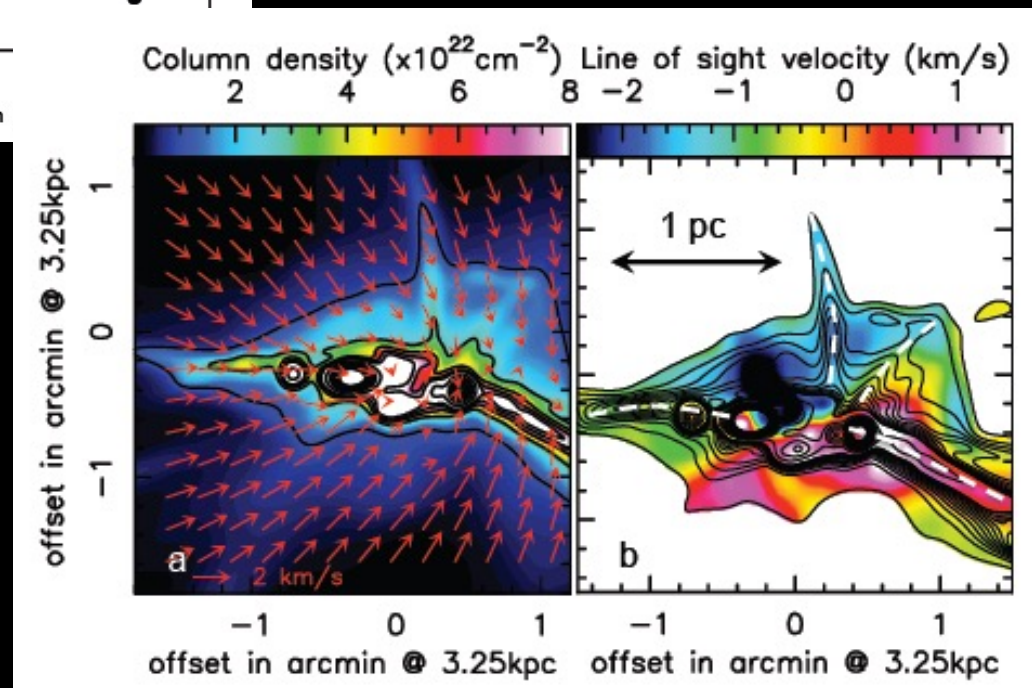 Column density (x10²²cm⁻²) Line of sight velocity (km/s)
2 4 6 8 −2 −1 0 1
offset in arcmin @ 3.25kpc
1
0
−1
1 pc
a
2 km/s
b
−1 0 1 −1 0 1
offset in arcmin @ 3.25kpc offset in arcmin @ 3.25kpc